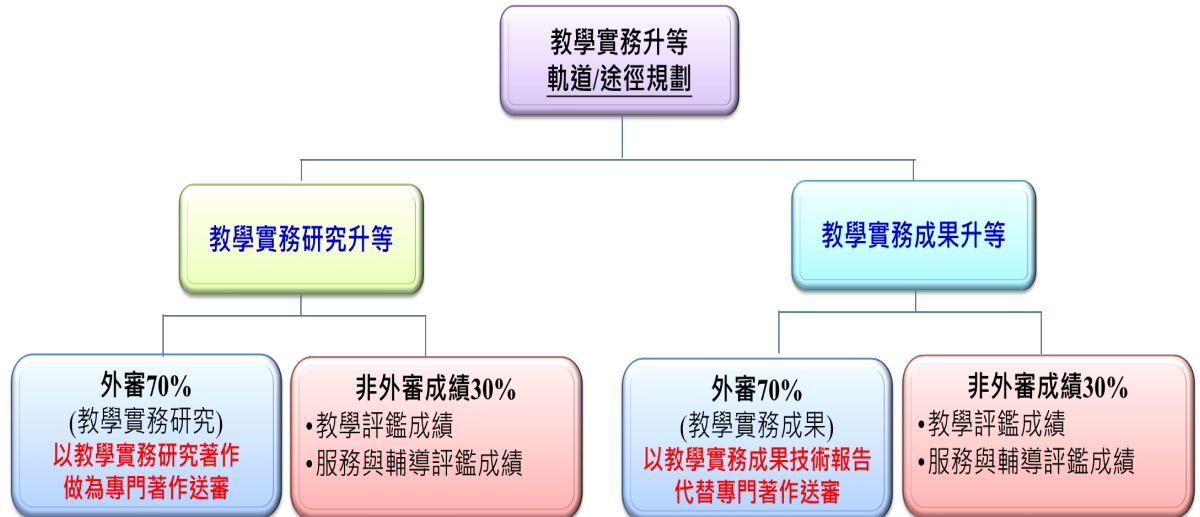 教學實務升等
軌道/途徑規劃
教學實務研究升等
教學實務成果升等
外審70%
(教學實務研究)
以教學實務研究著作
做為專門著作送審
非外審成績30%
•教學評鑑成績
•服務與輔導評鑑成績
外審70%
(教學實務成果)
以教學實務成果技術報告
代替專門著作送審
非外審成績30%
•教學評鑑成績
•服務與輔導評鑑成績